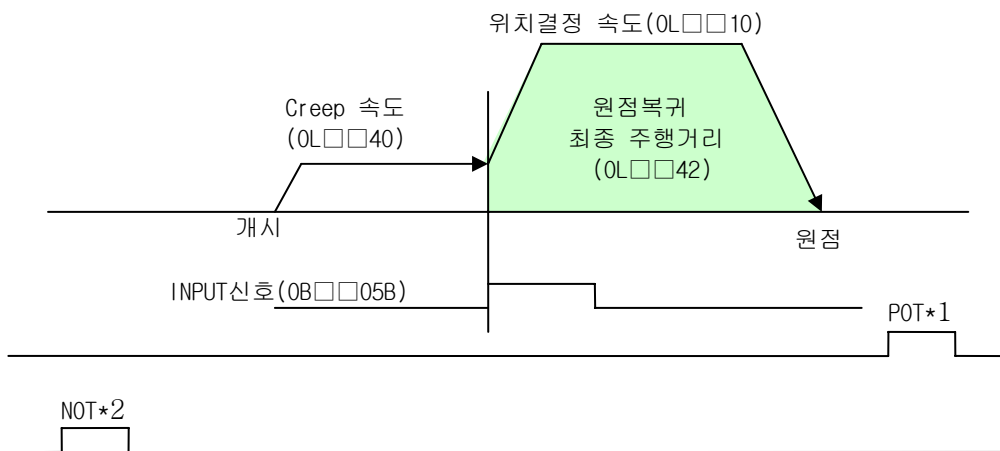 위치결정 속도(OL□□10)
Creep 속도
(OL□□40)
원점복귀
최종 주행거리
(OL□□42)
개시
원점
INPUT신호(OB□□05B)
POT*1
NOT*2